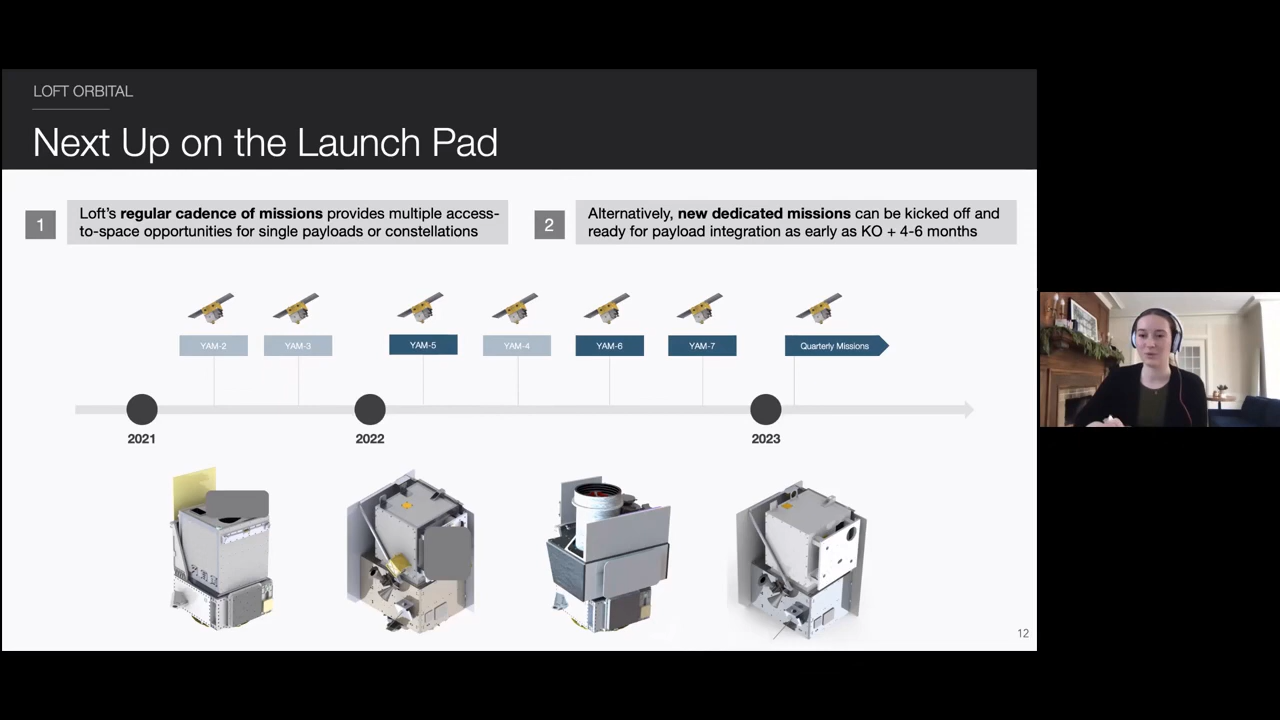 LOFT ORBITAL
Next Up on the Launch Pad
1
Loft's regular cadence of missions provides multiple access-
to-space opportunities for single payloads or constellations
2
Alternatively, new dedicated missions can be kicked off and
ready for payload integration as early as KO + 4-6 months
YAM-2
YAM-3
YAM-5
YAM-4
YAM-6
YAM-7
Quarterly Missions
2021
2022
2023
12